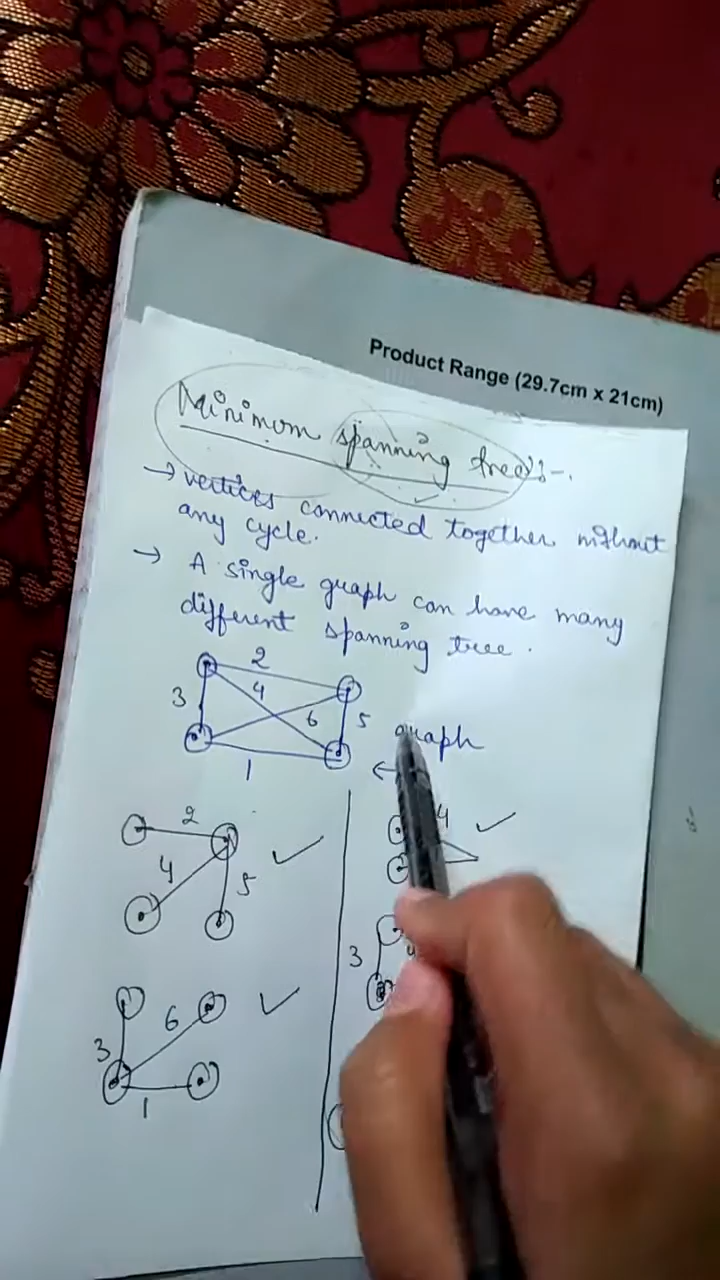 Product Range (29.7cm x 21cm)
Minimum spanning tree:-
→ vertices connected together without
any cycle.
→ A single graph can have many
different spanning tree.
2
3 4 6 5
1
graph
←
2
4 5
4
3
3 6
1